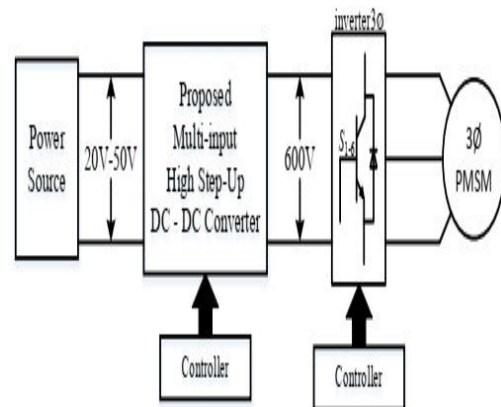 inverter3ø
Power
Source
20V-50V
Proposed
Multi-input
High Step-Up
DC - DC Converter
600V
S1-6
3Ø
PMSM
Controller
Controller